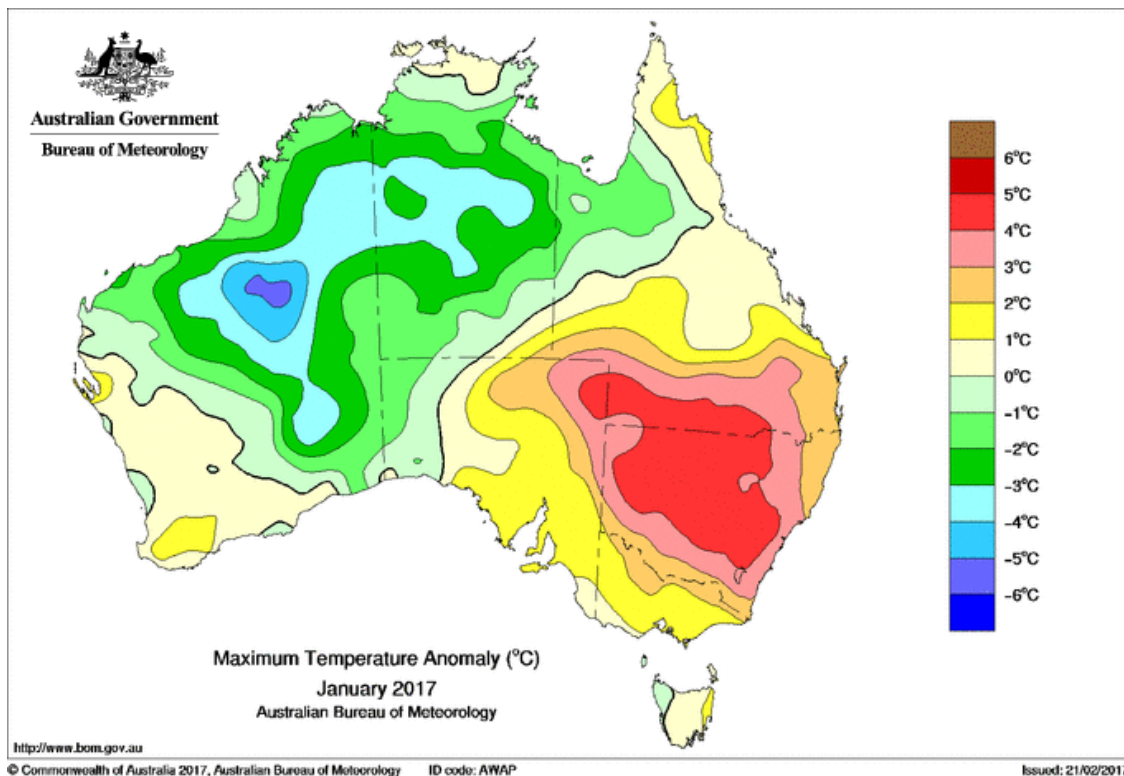 Australian Government
Bureau of Meteorology
6°C
5°C
4°C
3°C
2°C
1°C
0°C
-1°C
-2°C
-3°C
-4°C
-5°C
-6°C
Maximum Temperature Anomaly (°C)
January 2017
Australian Bureau of Meteorology
http://www.bom.gov.au
© Commonwealth of Australia 2017, Australian Bureau of Meteorology ID code: AWAP Issued: 21/02/2017